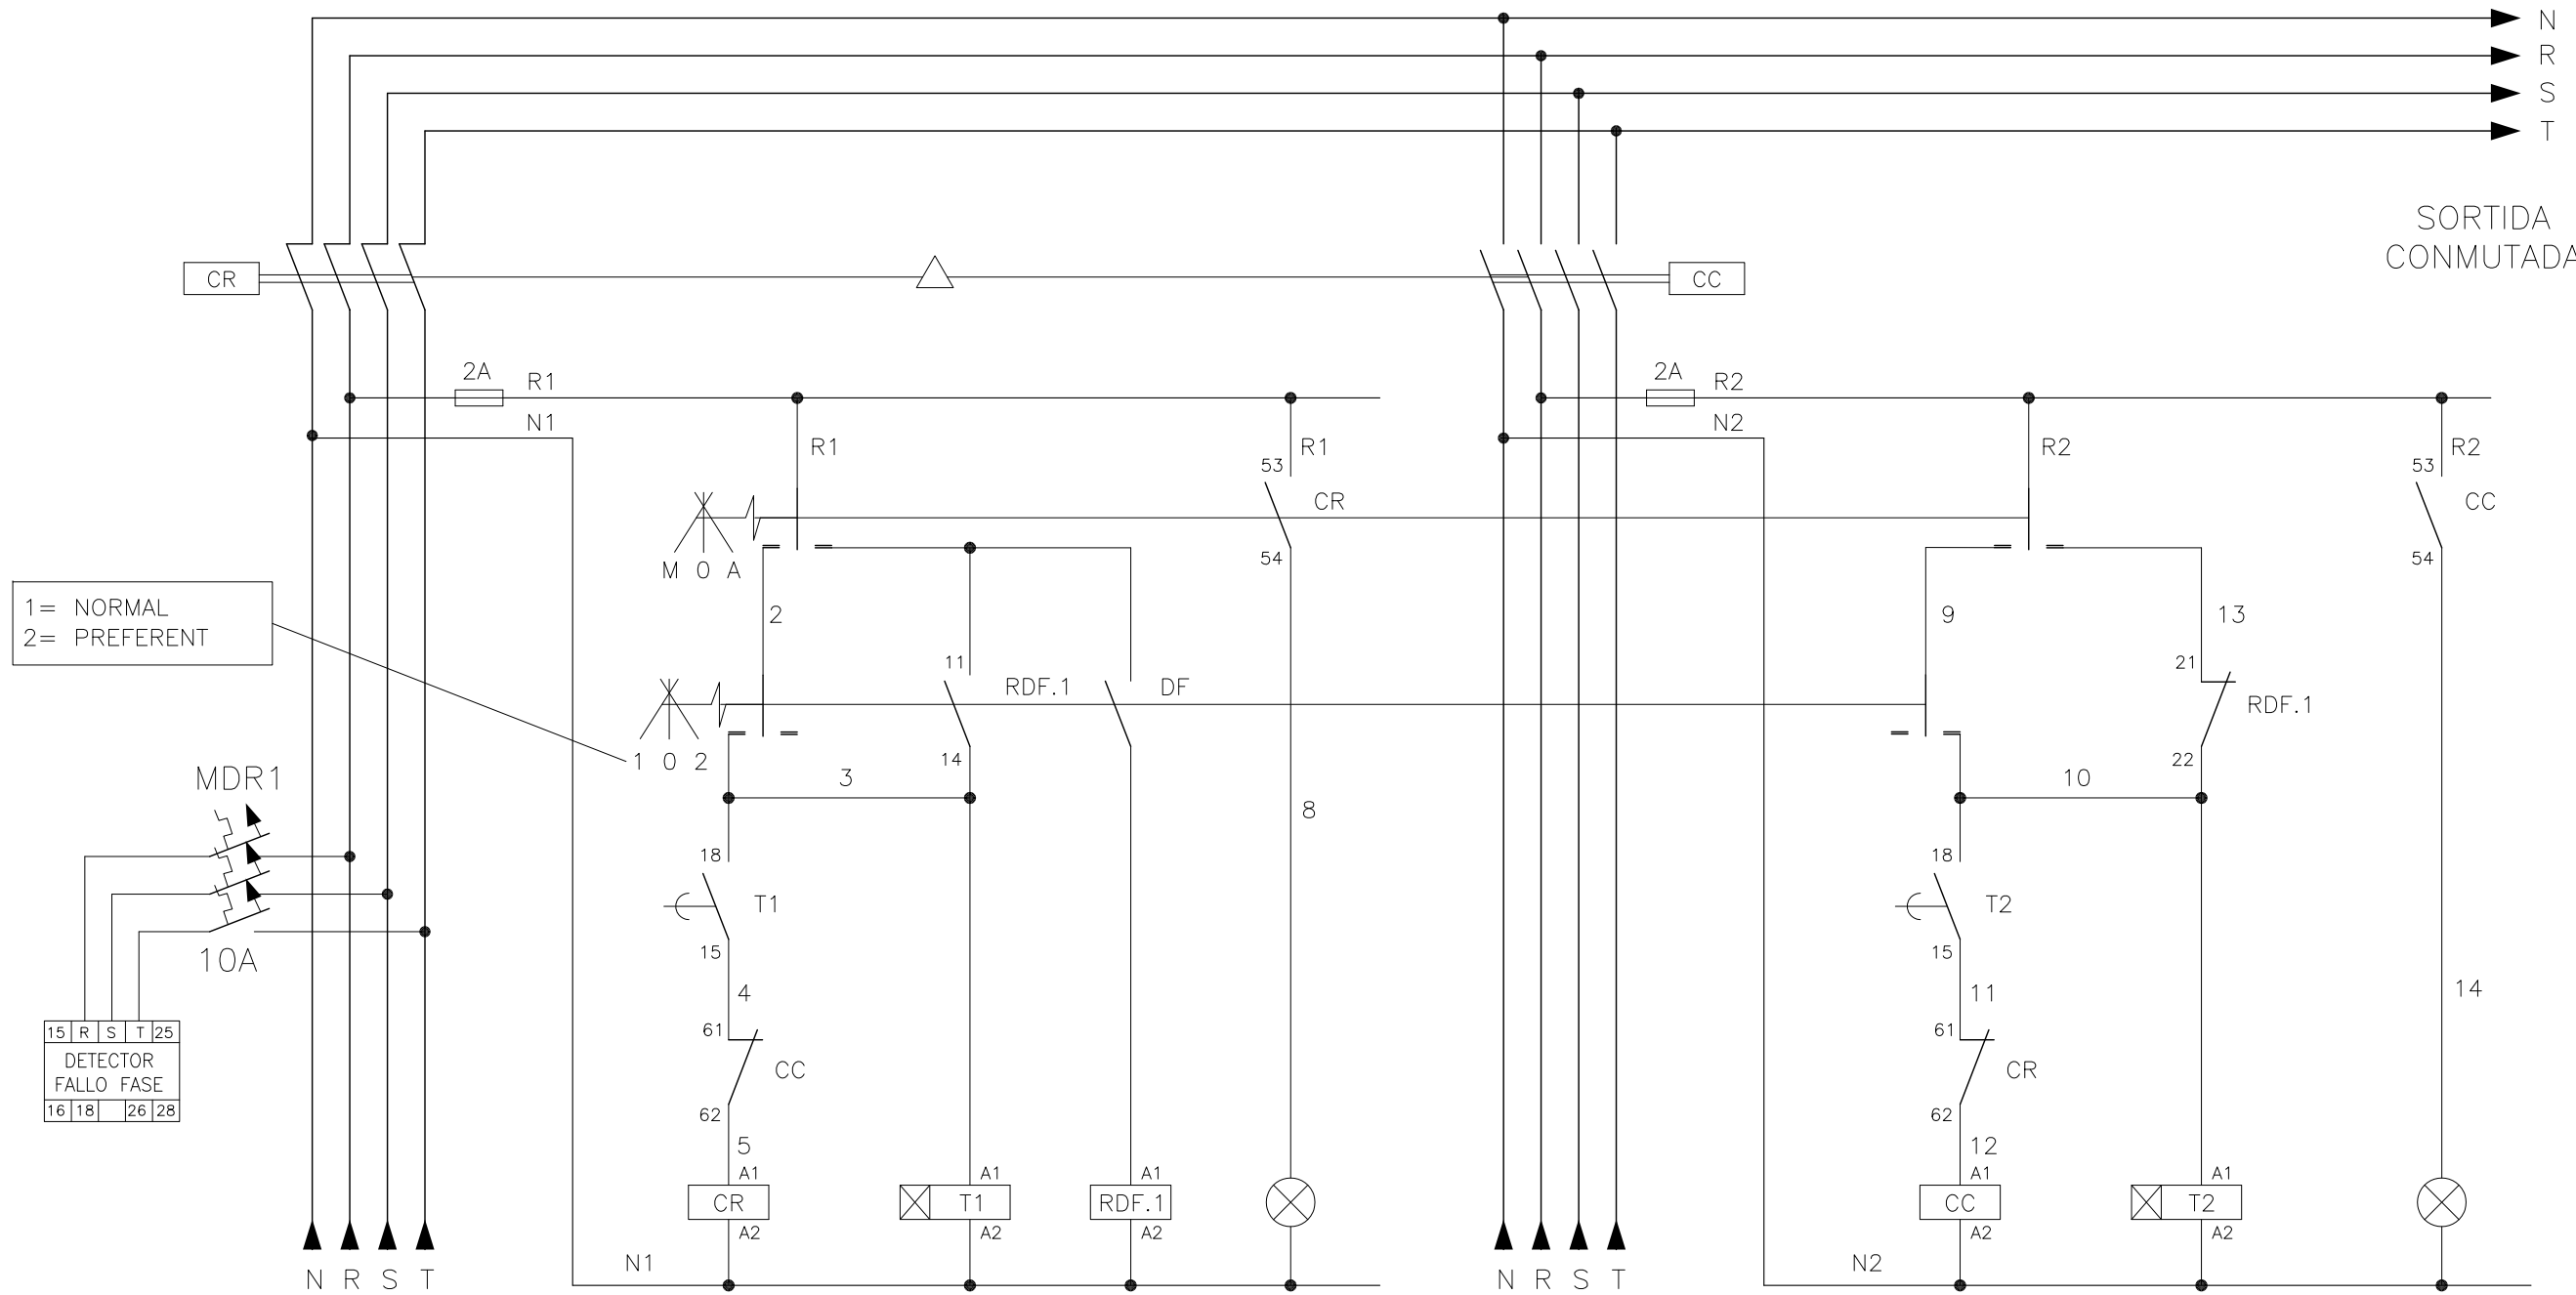 N
R
S
T
SORTIDA
CONMUTADA
CR
CC
2A R1
N1
R1
R1
53
CR
54
2A R2
N2
R2
R2
53
CC
54
M O A
1= NORMAL
2= PREFERENT
2
9
13
11
RDF.1
DF
14
21
RDF.1
22
1 0 2
3
10
8
MDR1
10A
18
T1
15
4
61
CC
62
5
18
T2
15
11
61
CR
62
12
14
15 R S T 25
DETECTOR
FALLO FASE
16 18 26 28
A1
CR
A2
A1
T1
A2
A1
RDF.1
A2
A1
CC
A2
A1
T2
A2
N1
N2
N R S T
N R S T